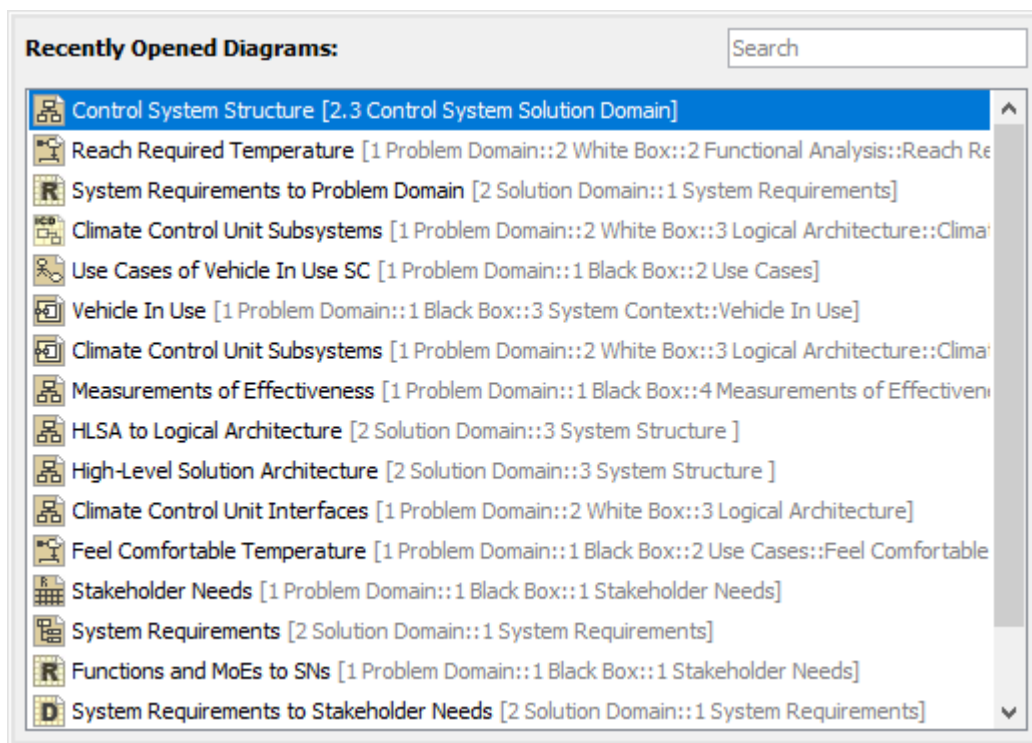 Recently Opened Diagrams:
Search
Control System Structure [2.3 Control System Solution Domain]
Reach Required Temperature [1 Problem Domain::2 White Box::2 Functional Analysis::Reach Re
R System Requirements to Problem Domain [2 Solution Domain::1 System Requirements]
ICD Climate Control Unit Subsystems [1 Problem Domain::2 White Box::3 Logical Architecture::Clima
Use Cases of Vehicle In Use SC [1 Problem Domain::1 Black Box::2 Use Cases]
Vehicle In Use [1 Problem Domain::1 Black Box::3 System Context::Vehicle In Use]
Climate Control Unit Subsystems [1 Problem Domain::2 White Box::3 Logical Architecture::Clima
Measurements of Effectiveness [1 Problem Domain::1 Black Box::4 Measurements of Effectiven
HLSA to Logical Architecture [2 Solution Domain::3 System Structure ]
High-Level Solution Architecture [2 Solution Domain::3 System Structure ]
Climate Control Unit Interfaces [1 Problem Domain::2 White Box::3 Logical Architecture]
Feel Comfortable Temperature [1 Problem Domain::1 Black Box::2 Use Cases::Feel Comfortable
R Stakeholder Needs [1 Problem Domain::1 Black Box::1 Stakeholder Needs]
System Requirements [2 Solution Domain::1 System Requirements]
R Functions and MoEs to SNs [1 Problem Domain::1 Black Box::1 Stakeholder Needs]
D System Requirements to Stakeholder Needs [2 Solution Domain::1 System Requirements]